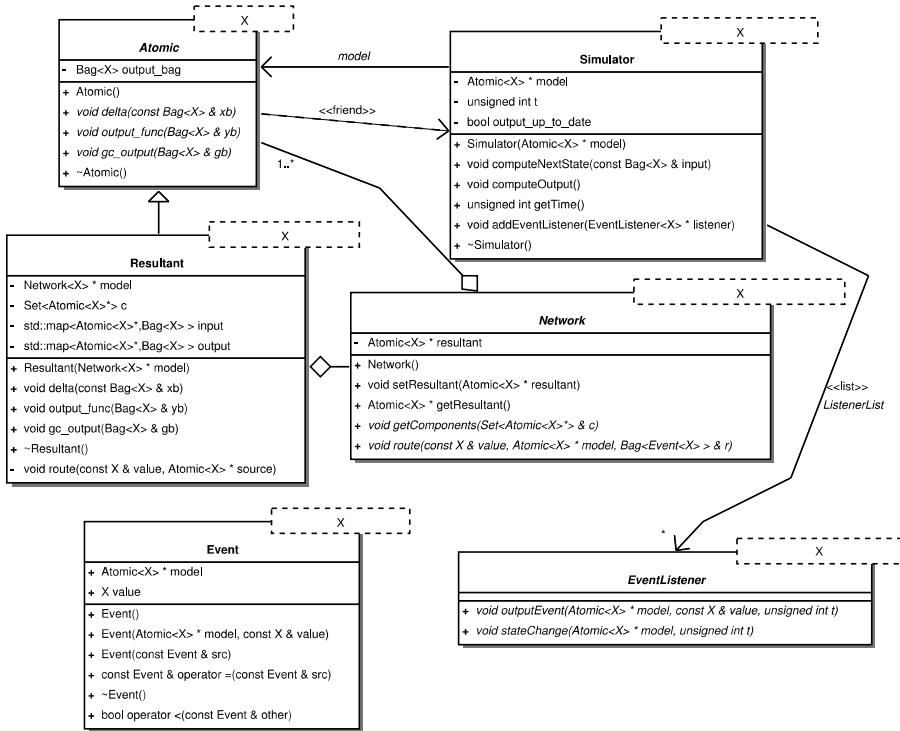 X
Atomic
- Bag<X> output_bag
+ Atomic()
+ void delta(const Bag<X> & xb)
+ void output_func(Bag<X> & yb)
+ void gc_output(Bag<X> & gb)
+ ~Atomic()
model
<<friend>>
1..*
X
Simulator
- Atomic<X> * model
- unsigned int t
- bool output_up_to_date
+ Simulator(Atomic<X> * model)
+ void computeNextState(const Bag<X> & input)
+ void computeOutput()
+ unsigned int getTime()
+ void addEventListener(EventListener<X> * listener)
+ ~Simulator()
X
Resultant
- Network<X> * model
- Set<Atomic<X>*> c
- std::map<Atomic<X>*,Bag<X> > input
- std::map<Atomic<X>*,Bag<X> > output
+ Resultant(Network<X> * model)
+ void delta(const Bag<X> & xb)
+ void output_func(Bag<X> & yb)
+ void gc_output(Bag<X> & gb)
+ ~Resultant()
- void route(const X & value, Atomic<X> * source)
X
Network
- Atomic<X> * resultant
+ Network()
+ void setResultant(Atomic<X> * resultant)
+ Atomic<X> * getResultant()
+ void getComponents(Set<Atomic<X>*> & c)
+ void route(const X & value, Atomic<X> * model, Bag<Event<X> > & r)
<<list>>
ListenerList
*
X
Event
+ Atomic<X> * model
+ X value
+ Event()
+ Event(Atomic<X> * model, const X & value)
+ Event(const Event & src)
+ const Event & operator =(const Event & src)
+ ~Event()
+ bool operator <(const Event & other)
X
EventListener
+ void outputEvent(Atomic<X> * model, const X & value, unsigned int t)
+ void stateChange(Atomic<X> * model, unsigned int t)